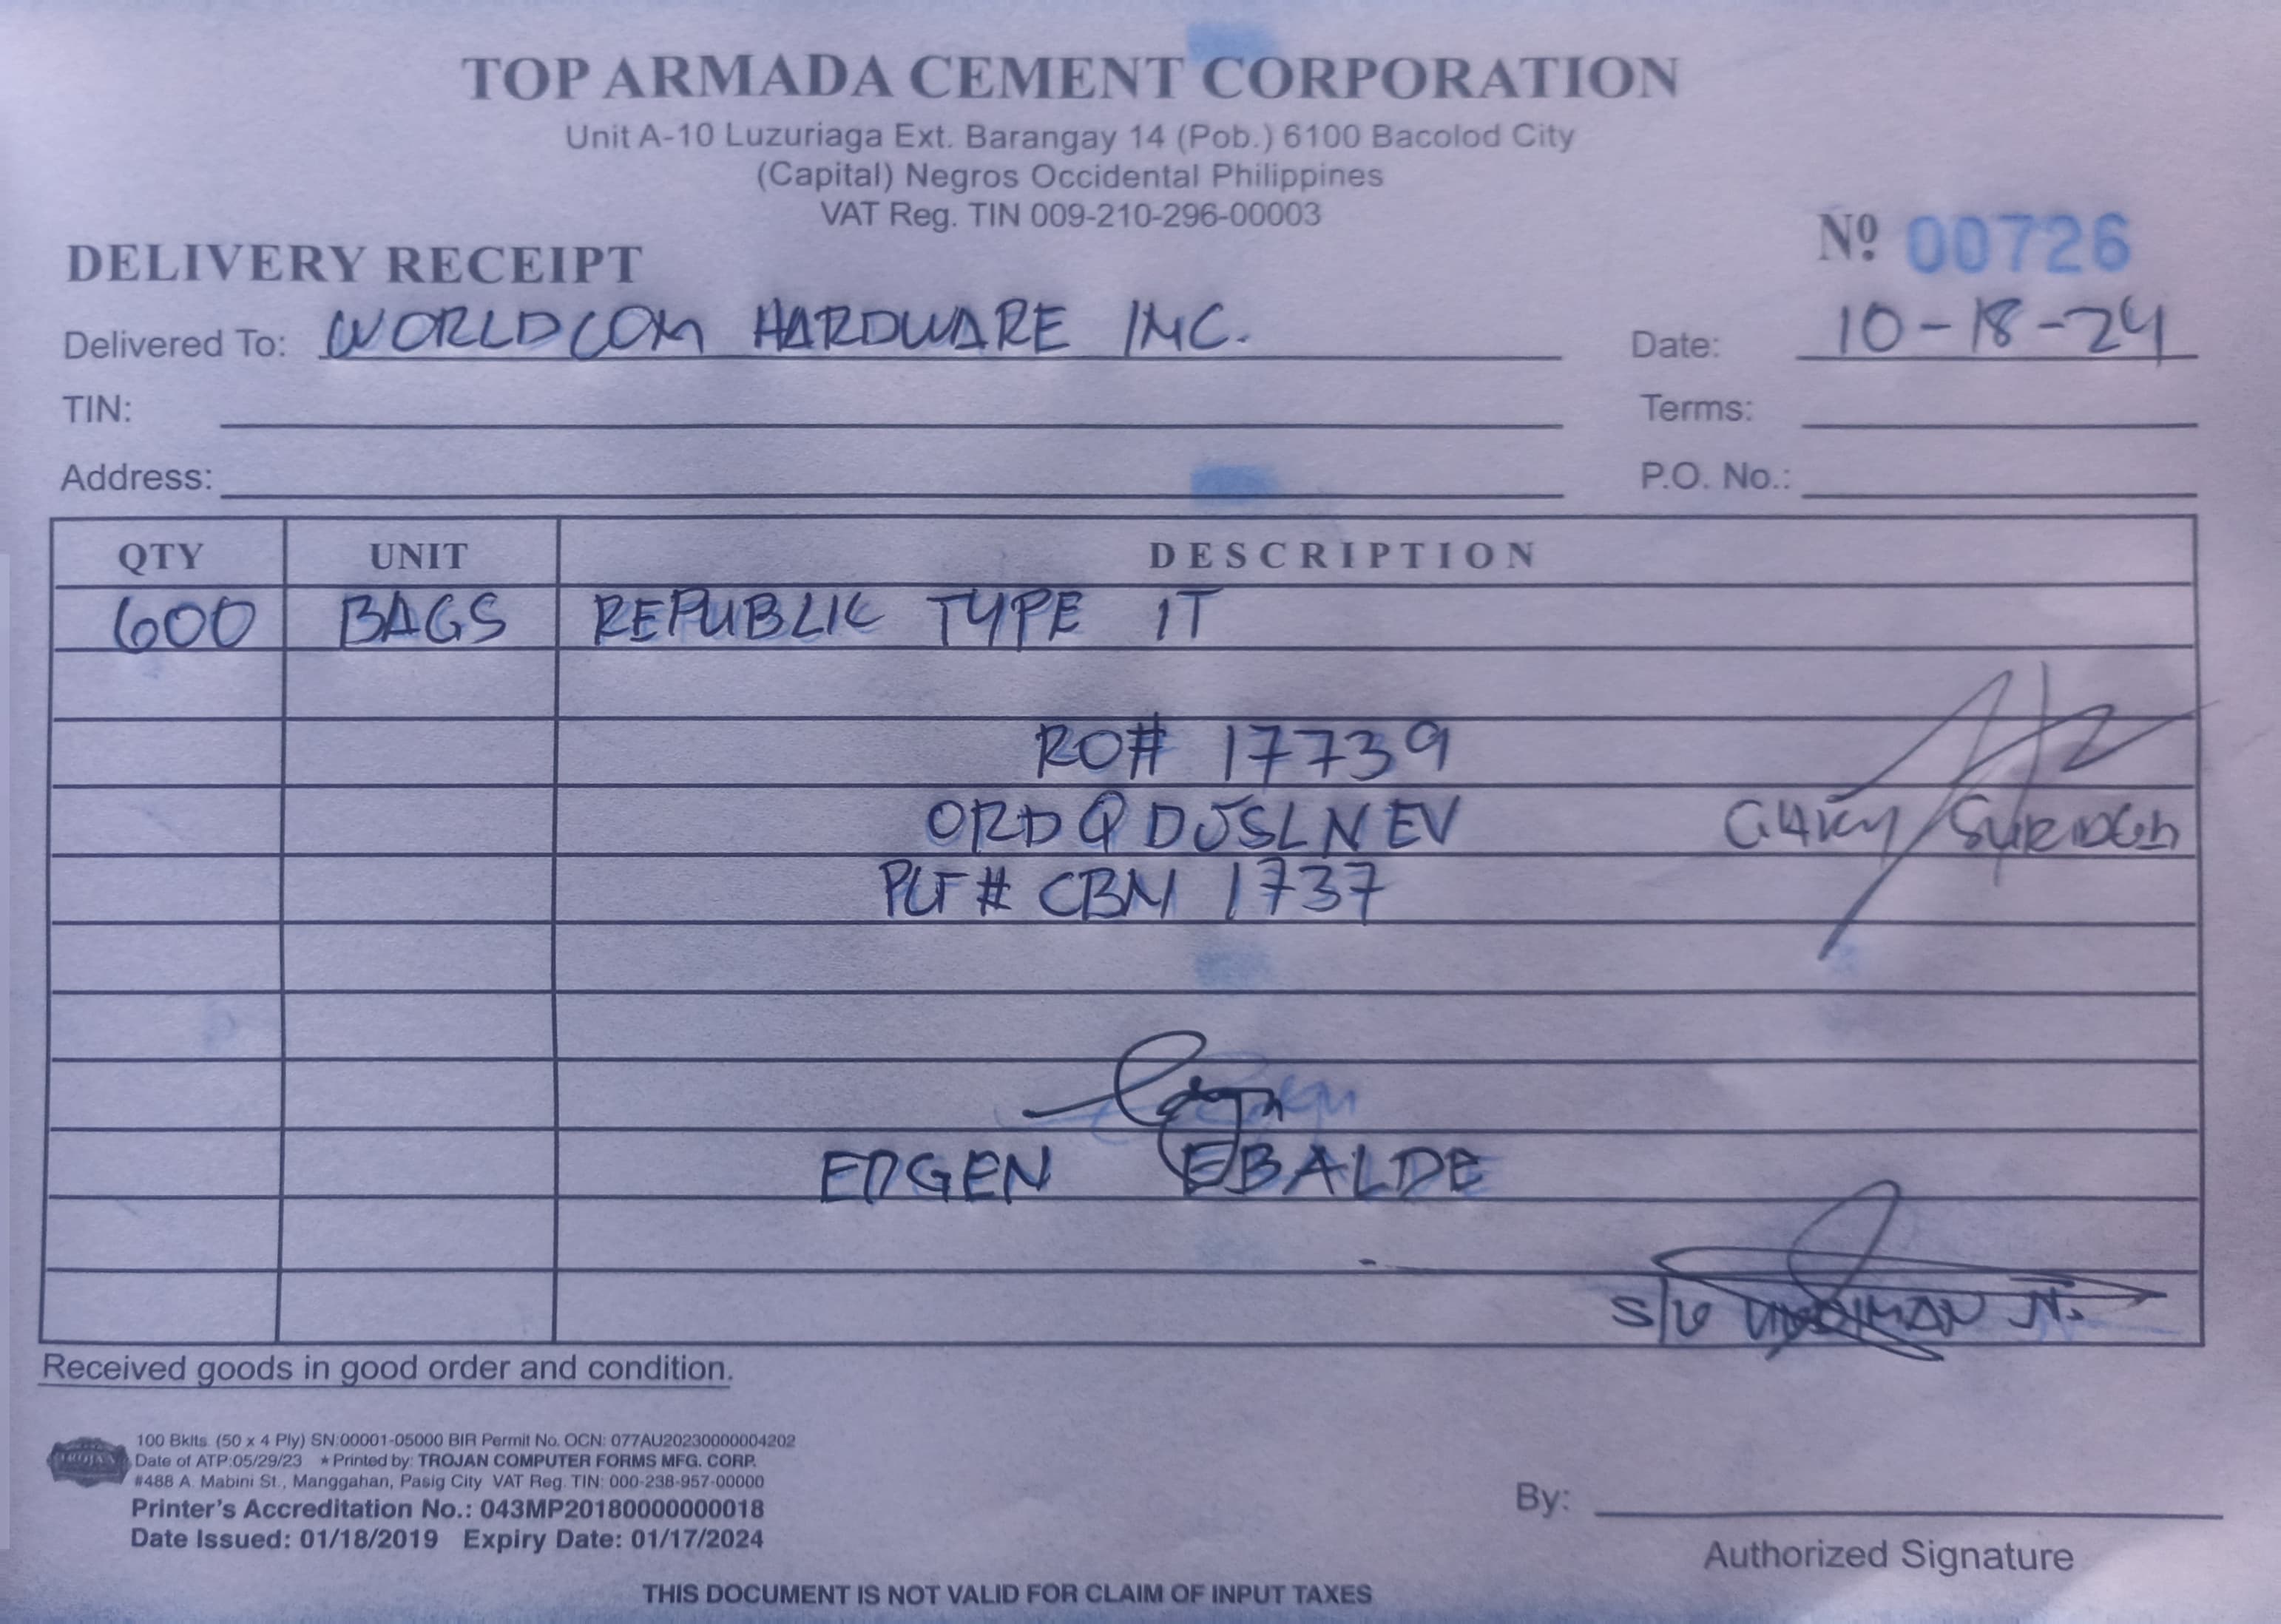 TOP ARMADA CEMENT CORPORATION
Unit A-10 Luzuriaga Ext. Barangay 14 (Pob.) 6100 Bacolod City
(Capital) Negros Occidental Philippines
VAT Reg. TIN 009-210-296-00003
Nº 00726
DELIVERY RECEIPT
Delivered To: WORLDCOM HARDWARE INC. Date: 10-18-24
TIN: Terms:
Address: P.O. No.:
QTY UNIT DESCRIPTION
600 BAGS REPUBLIC TYPE 1T
RO# 17739
ORDQDJSLNEV
PLT# CBM 1737
EDGEN EBALDE
Received goods in good order and condition.
100 Bklts. (50 x 4 Ply) SN:00001-05000 BIR Permit No. OCN: 077AU20230000004202
Date of ATP:05/29/23 ★ Printed by: TROJAN COMPUTER FORMS MFG. CORP.
#488 A. Mabini St., Manggahan, Pasig City VAT Reg. TIN: 000-238-957-00000
Printer's Accreditation No.: 043MP20180000000018
Date Issued: 01/18/2019 Expiry Date: 01/17/2024
By:
Authorized Signature
THIS DOCUMENT IS NOT VALID FOR CLAIM OF INPUT TAXES